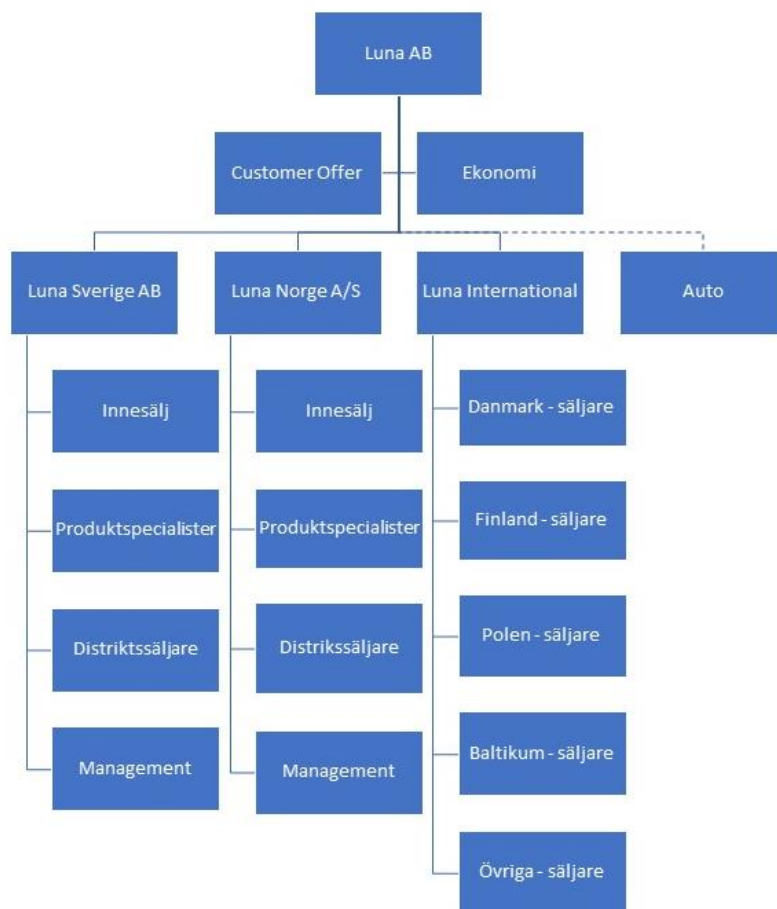 Luna AB
Customer Offer
Ekonomi
Luna Sverige AB
Luna Norge A/S
Luna International
Auto
Innesälj
Produktspecialister
Distriktssäljare
Management
Innesälj
Produktspecialister
Distrikssäljare
Management
Danmark - säljare
Finland - säljare
Polen - säljare
Baltikum - säljare
Övriga - säljare